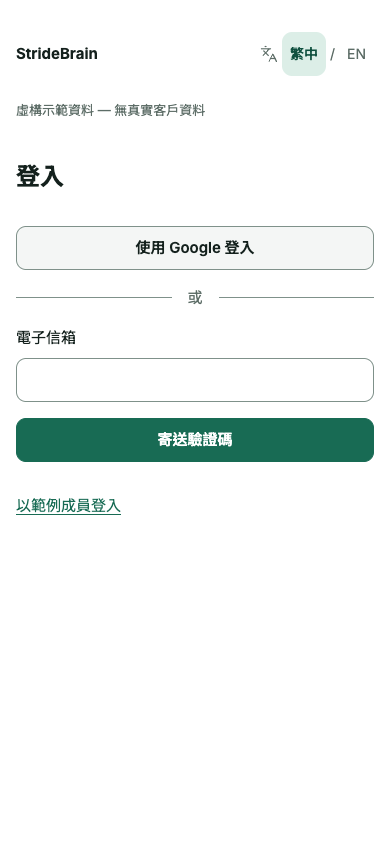 StrideBrain
繁中 / EN
虛構示範資料 — 無真實客戶資料
登入
使用 Google 登入
或
電子信箱
寄送驗證碼
以範例成員登入